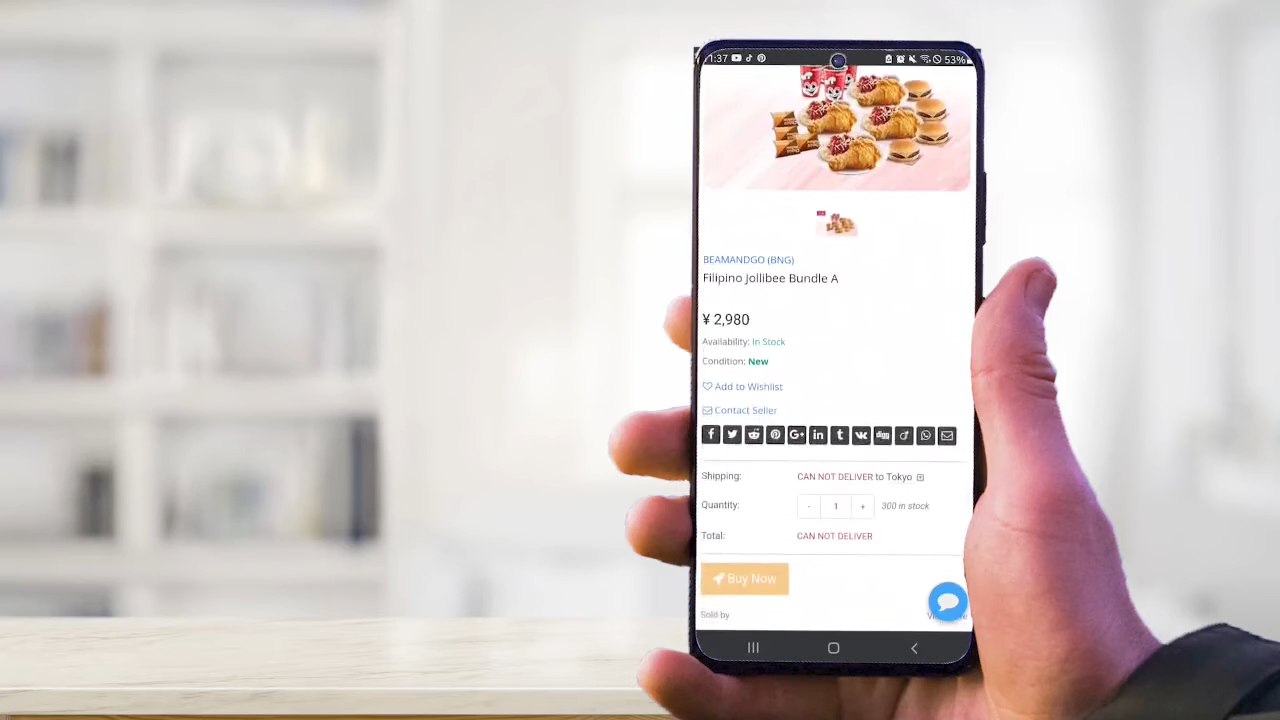 1:37 53%
BEAMANDGO (BNG)
Filipino Jollibee Bundle A
¥ 2,980
Availability: In Stock
Condition: New
Add to Wishlist
Contact Seller
digg
Shipping: CAN NOT DELIVER to Tokyo
Quantity: - 1 + 300 in stock
Total: CAN NOT DELIVER
Buy Now
Sold by